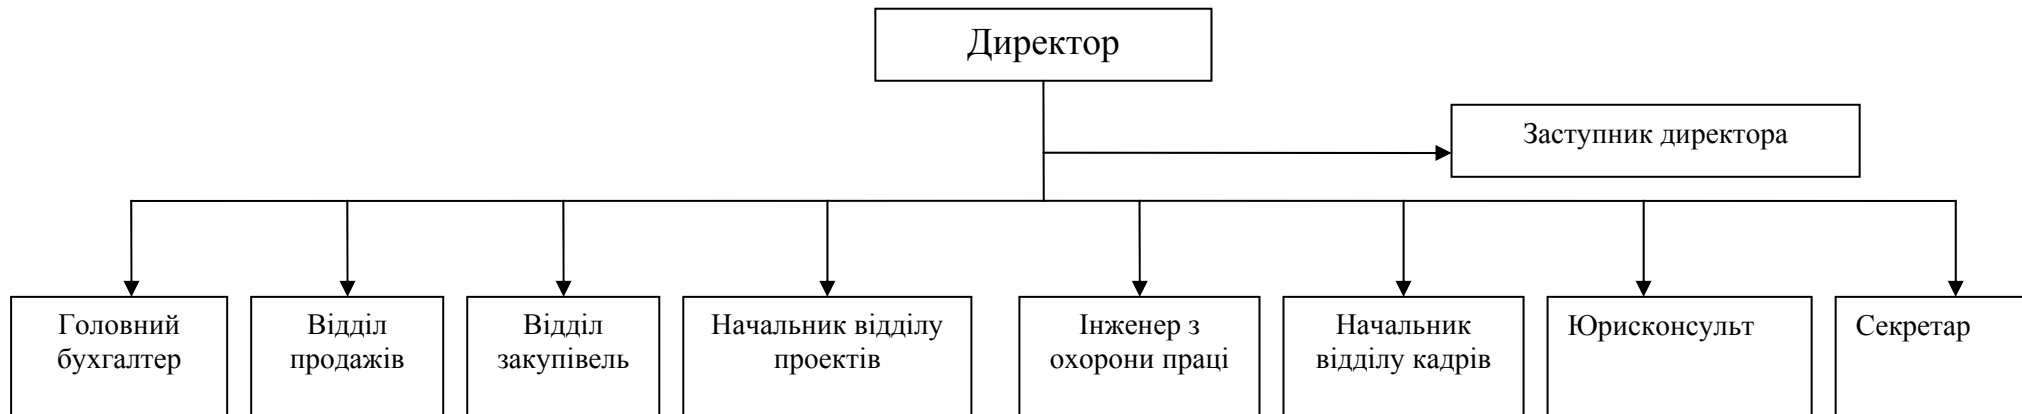 Директор
Заступник директора
Головний
бухгалтер
Відділ
продажів
Відділ
закупівель
Начальник відділу
проектів
Інженер з
охорони праці
Начальник
відділу кадрів
Юрисконсульт
Секретар